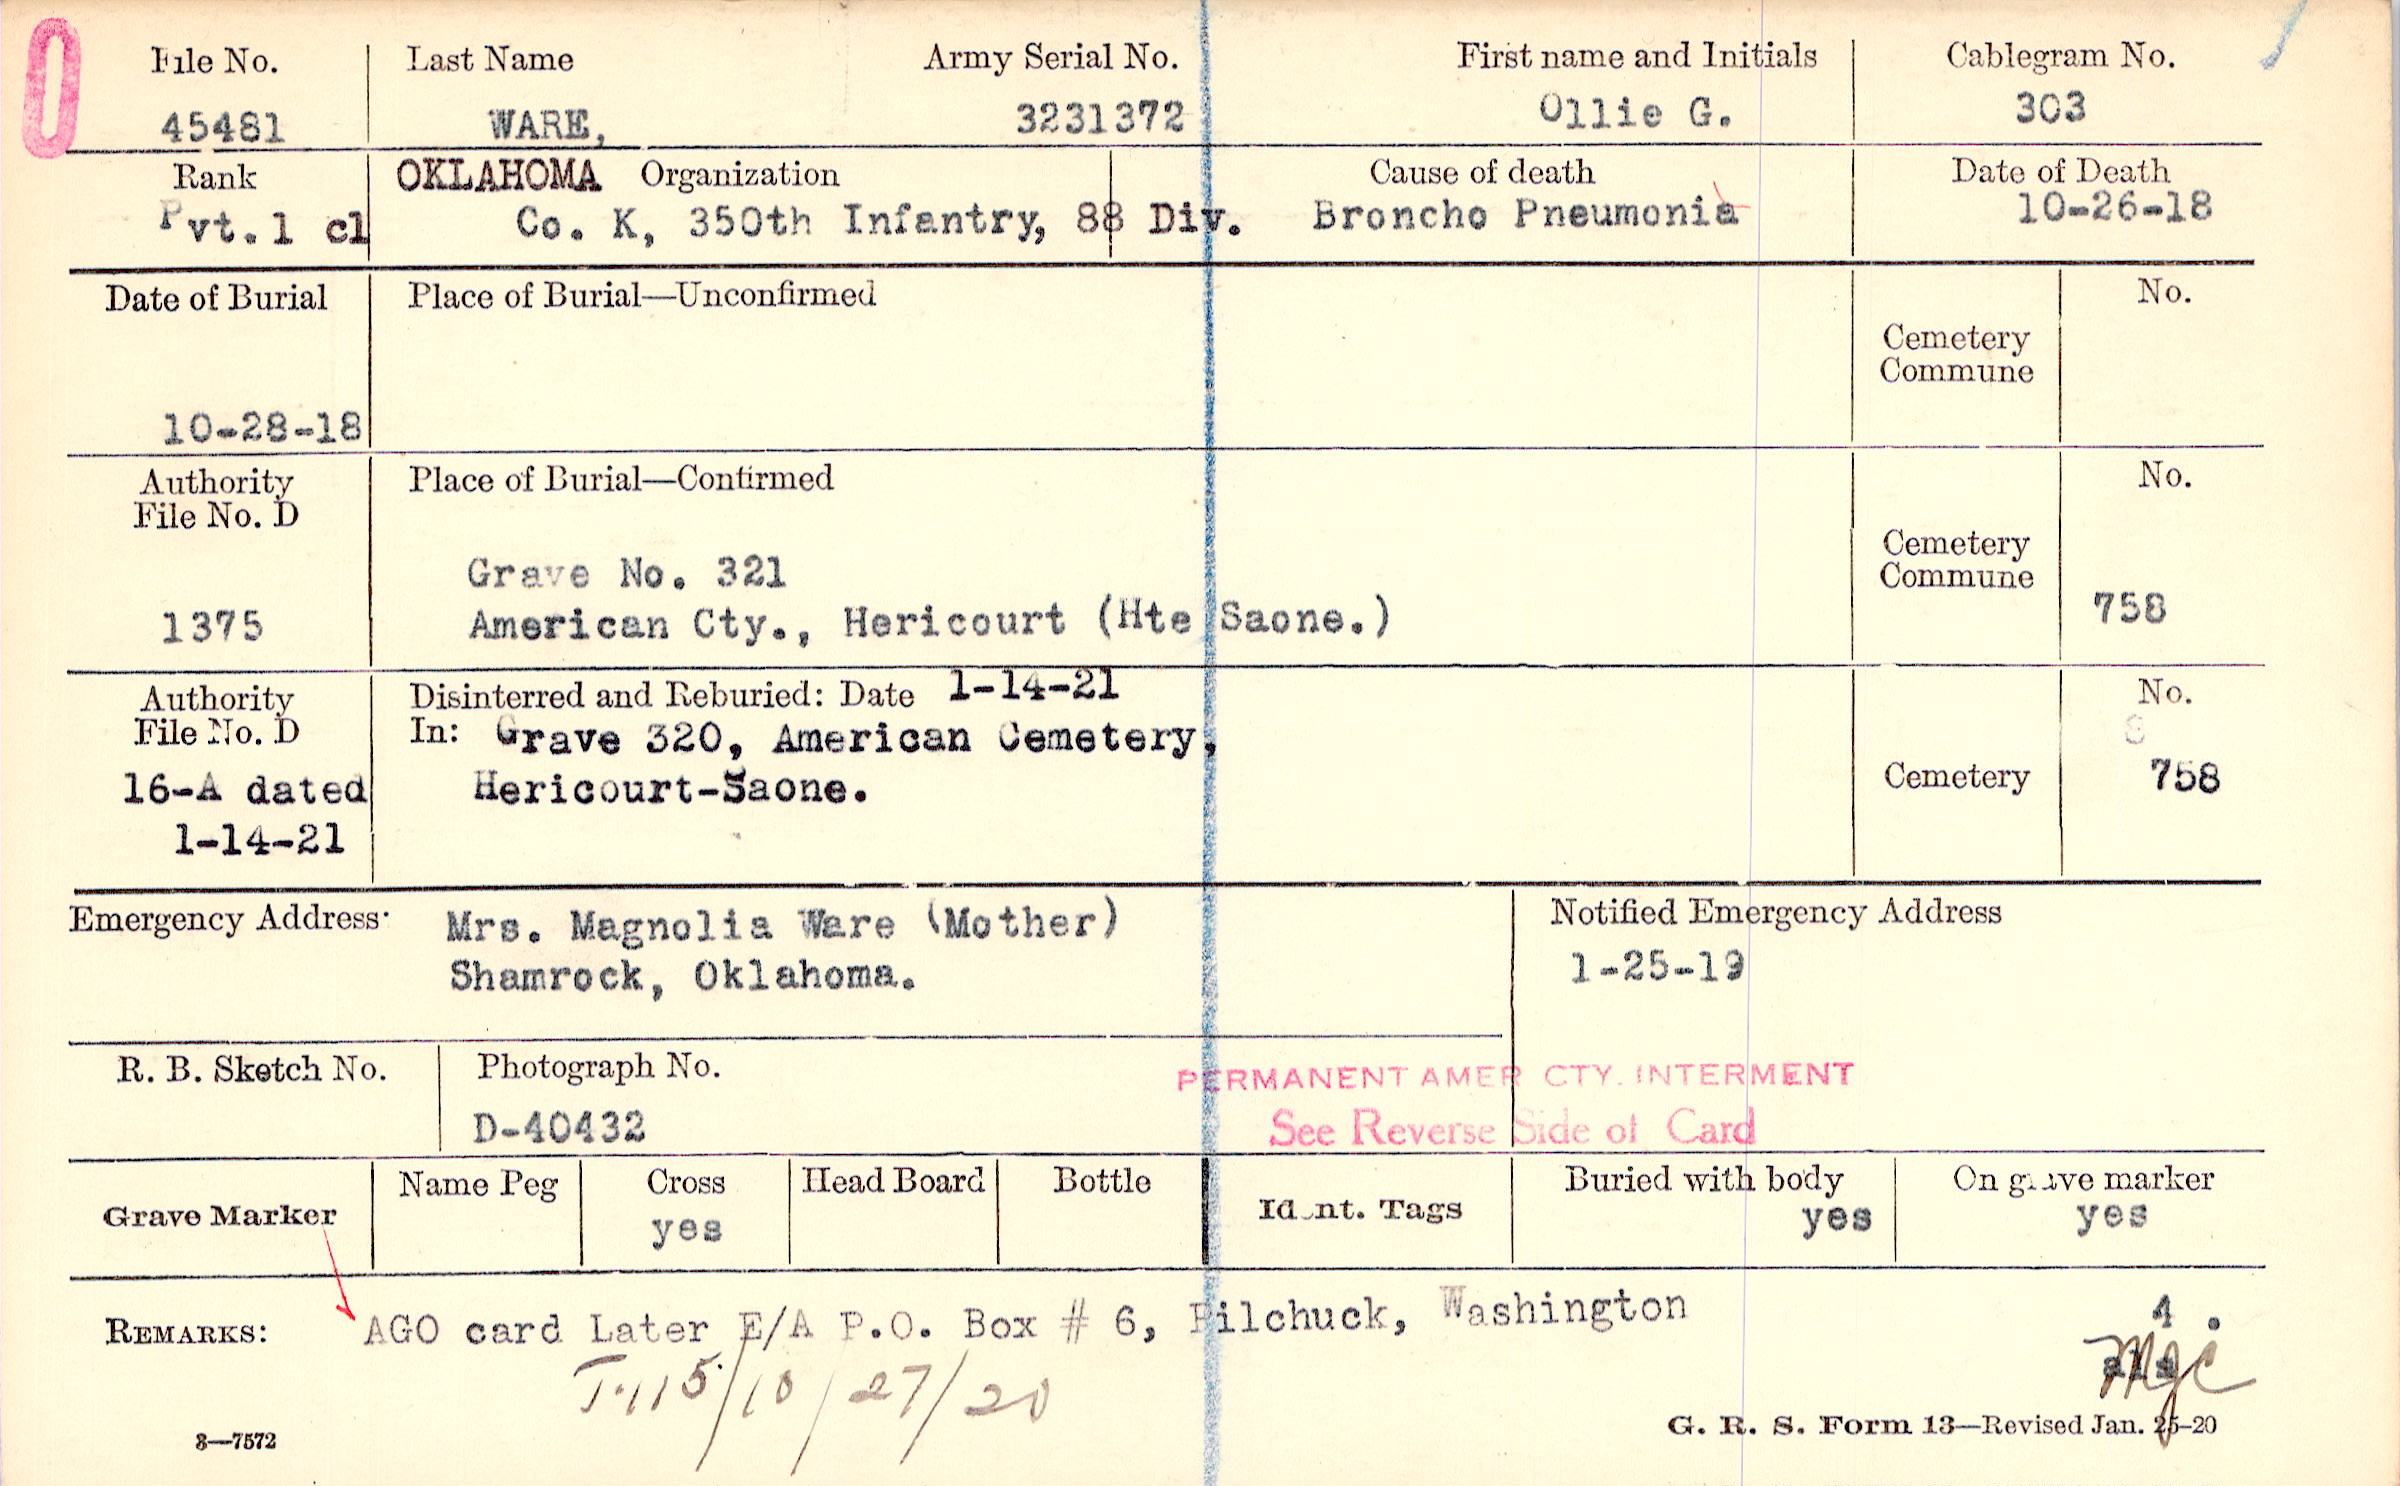 File No. Last Name Army Serial No. First name and Initials Cablegram No.
45481 WARE, 3231372 Ollie G. 303
Rank OKLAHOMA Organization Cause of death Date of Death
Pvt.1 cl Co. K, 350th Infantry, 88 Div. Broncho Pneumonia 10-26-18
Date of Burial Place of Burial—Unconfirmed No.
Cemetery
Commune
10-28-18
Authority Place of Burial—Confirmed No.
File No. D
Cemetery
Commune
Grave No. 321
1375 American Cty., Hericourt (Hte Saone.) 758
Authority Disinterred and Reburied: Date 1-14-21 No.
File No. D In: Grave 320, American Cemetery, 8
16-A dated Hericourt-Saone. Cemetery 758
1-14-21
Emergency Address: Mrs. Magnolia Ware (Mother) Notified Emergency Address
Shamrock, Oklahoma. 1-25-19
R. B. Sketch No. Photograph No. PERMANENT AMER CTY. INTERMENT
D-40432 See Reverse Side of Card
Name Peg Cross Head Board Bottle Buried with body On grave marker
Grave Marker yes Ident. Tags yes yes
REMARKS: AGO card Later E/A P.O. Box # 6, Pilchuck, Washington 4 .
T-115/10/27/20
3—7572 G. R. S. Form 13—Revised Jan. 25-20